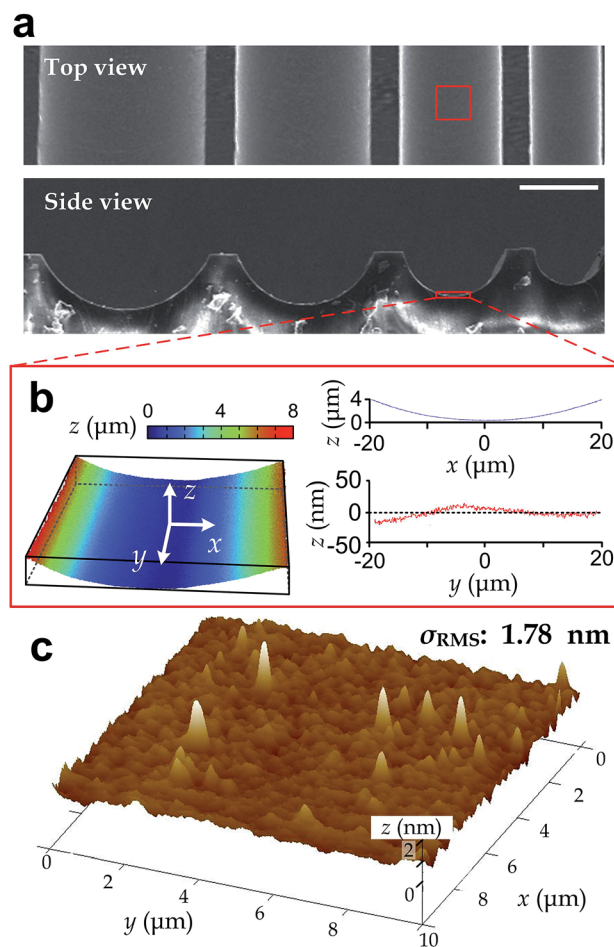 a
Top view
Side view
b
z (μm)
0 4 8
z
x
y
z (μm)
4
0
-20 0 20
x (μm)
z (nm)
50
0
-50
-20 0 20
y (μm)
c
σRMS: 1.78 nm
z (nm)
2
0
0
2
4
6
8
10
y (μm)
0
2
4
6
8
x (μm)